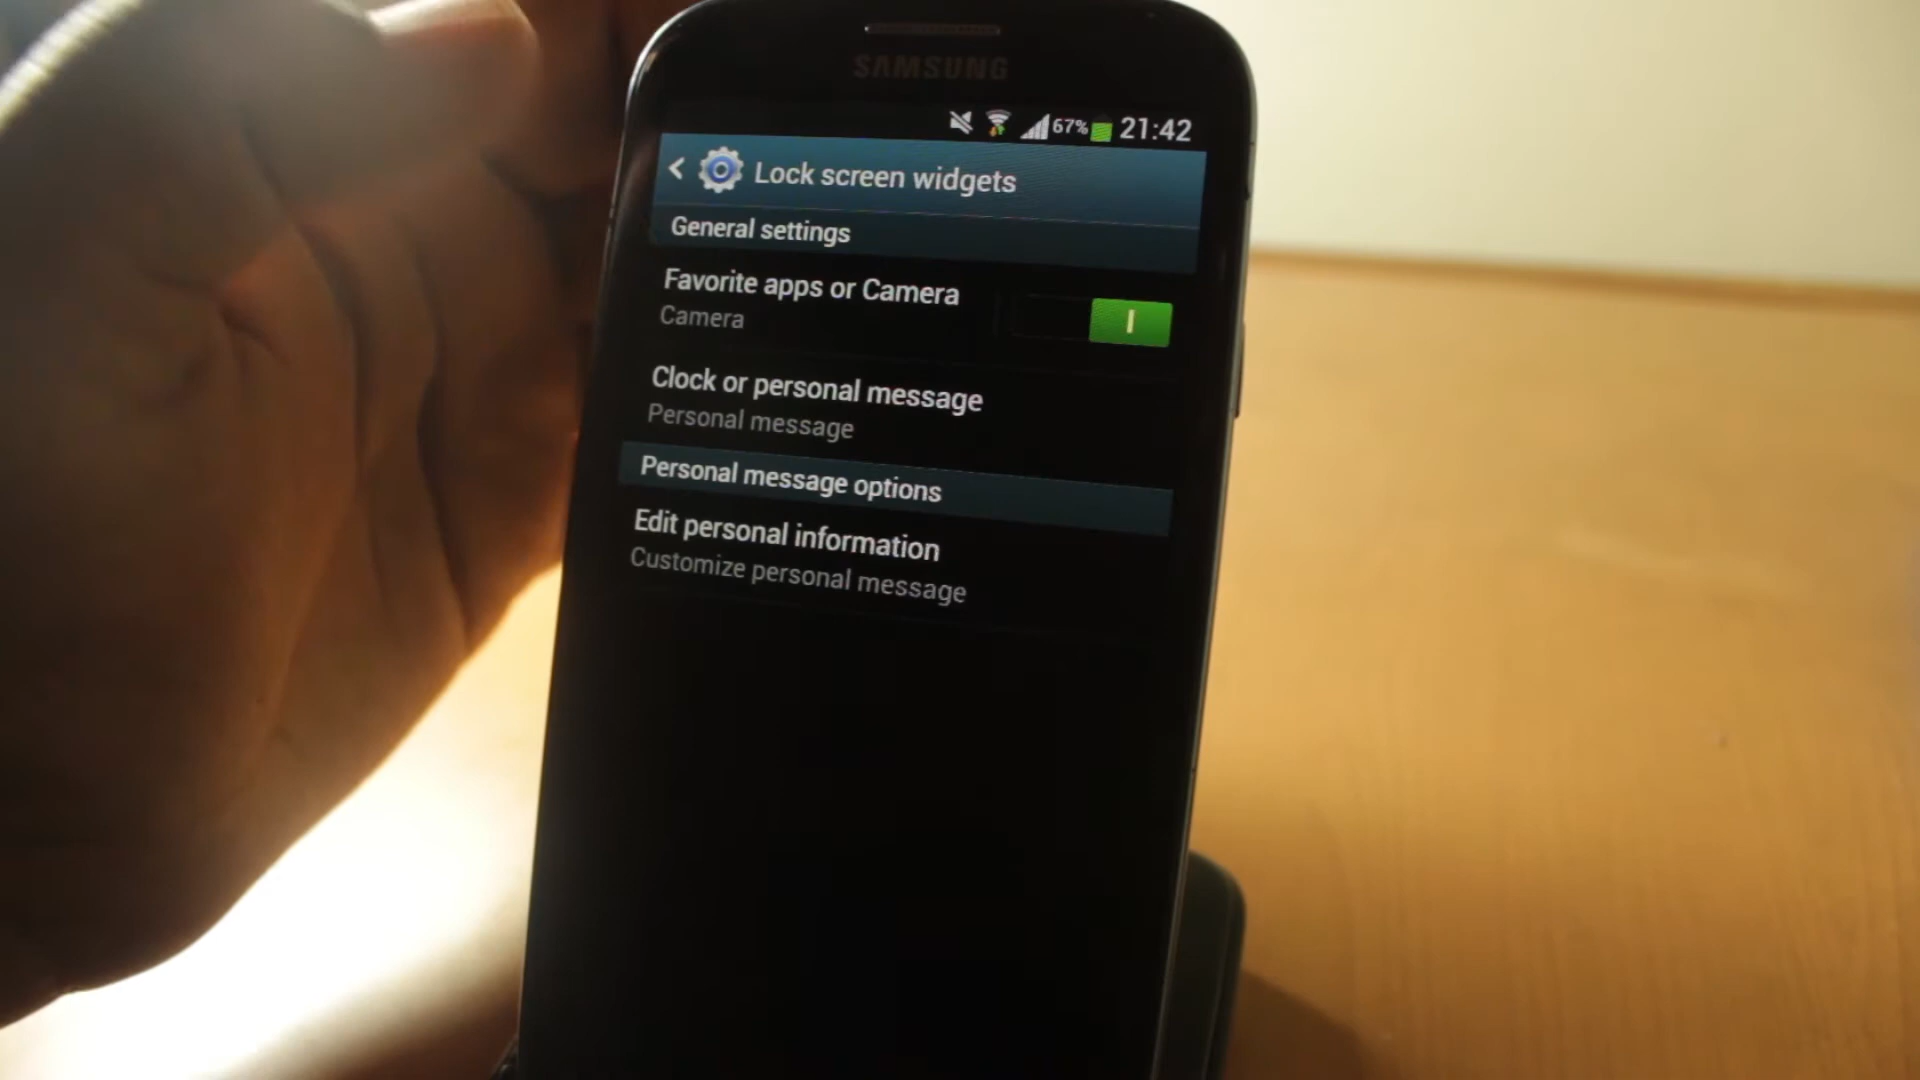 SAMSUNG
67% 21:42
Lock screen widgets
General settings
Favorite apps or Camera
Camera
Clock or personal message
Personal message
Personal message options
Edit personal information
Customize personal message